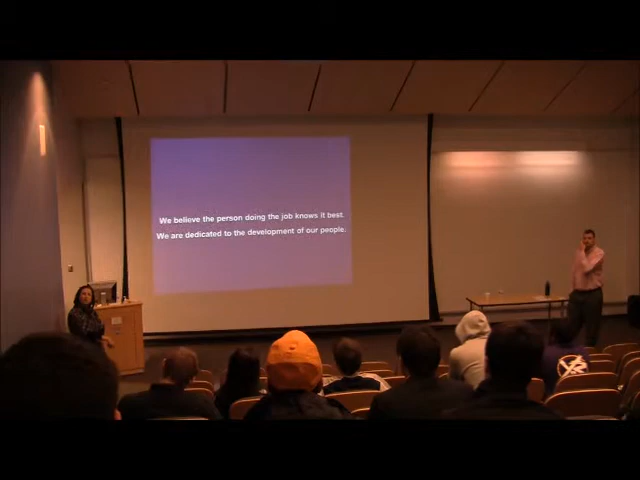 We believe the person doing the job knows it best.
We are dedicated to the development of our people.